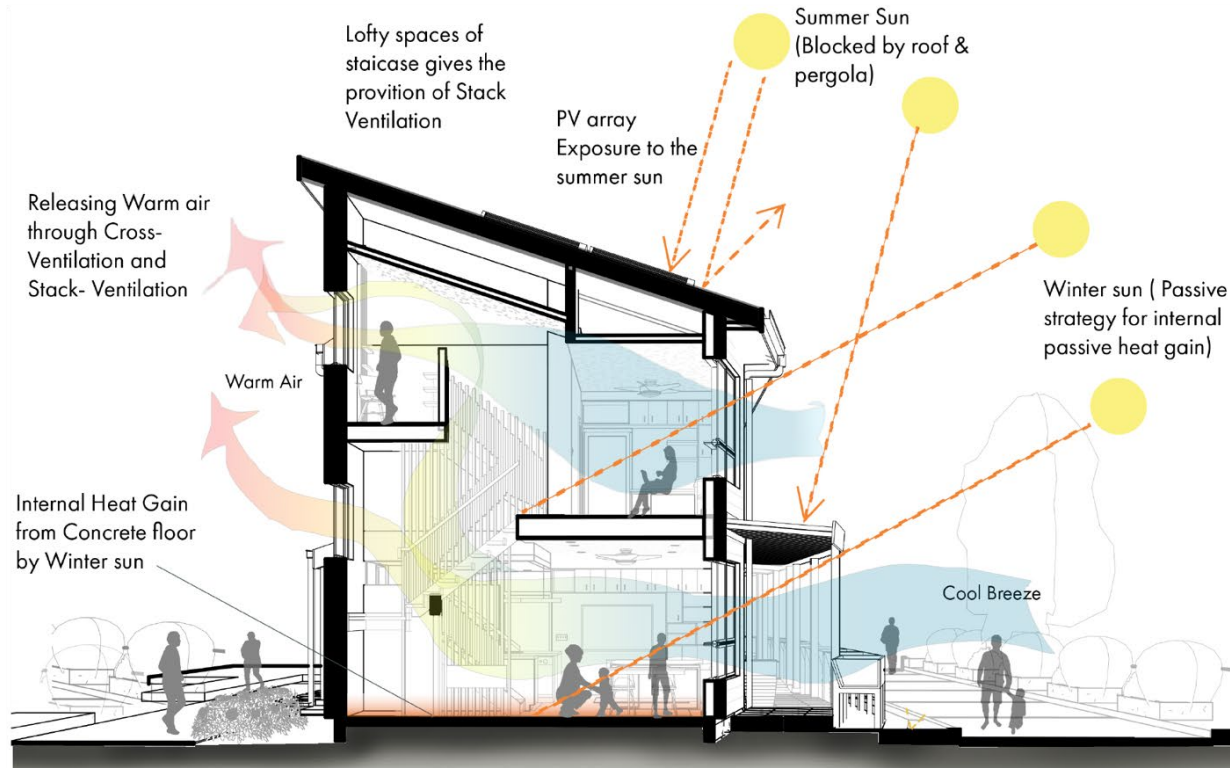 Lofty spaces of
staicase gives the
provition of Stack
Ventilation
Summer Sun
(Blocked by roof &
pergola)
PV array
Exposure to the
summer sun
Releasing Warm air
through Cross-
Ventilation and
Stack- Ventilation
Winter sun ( Passive
strategy for internal
passive heat gain)
Warm Air
Internal Heat Gain
from Concrete floor
by Winter sun
Cool Breeze